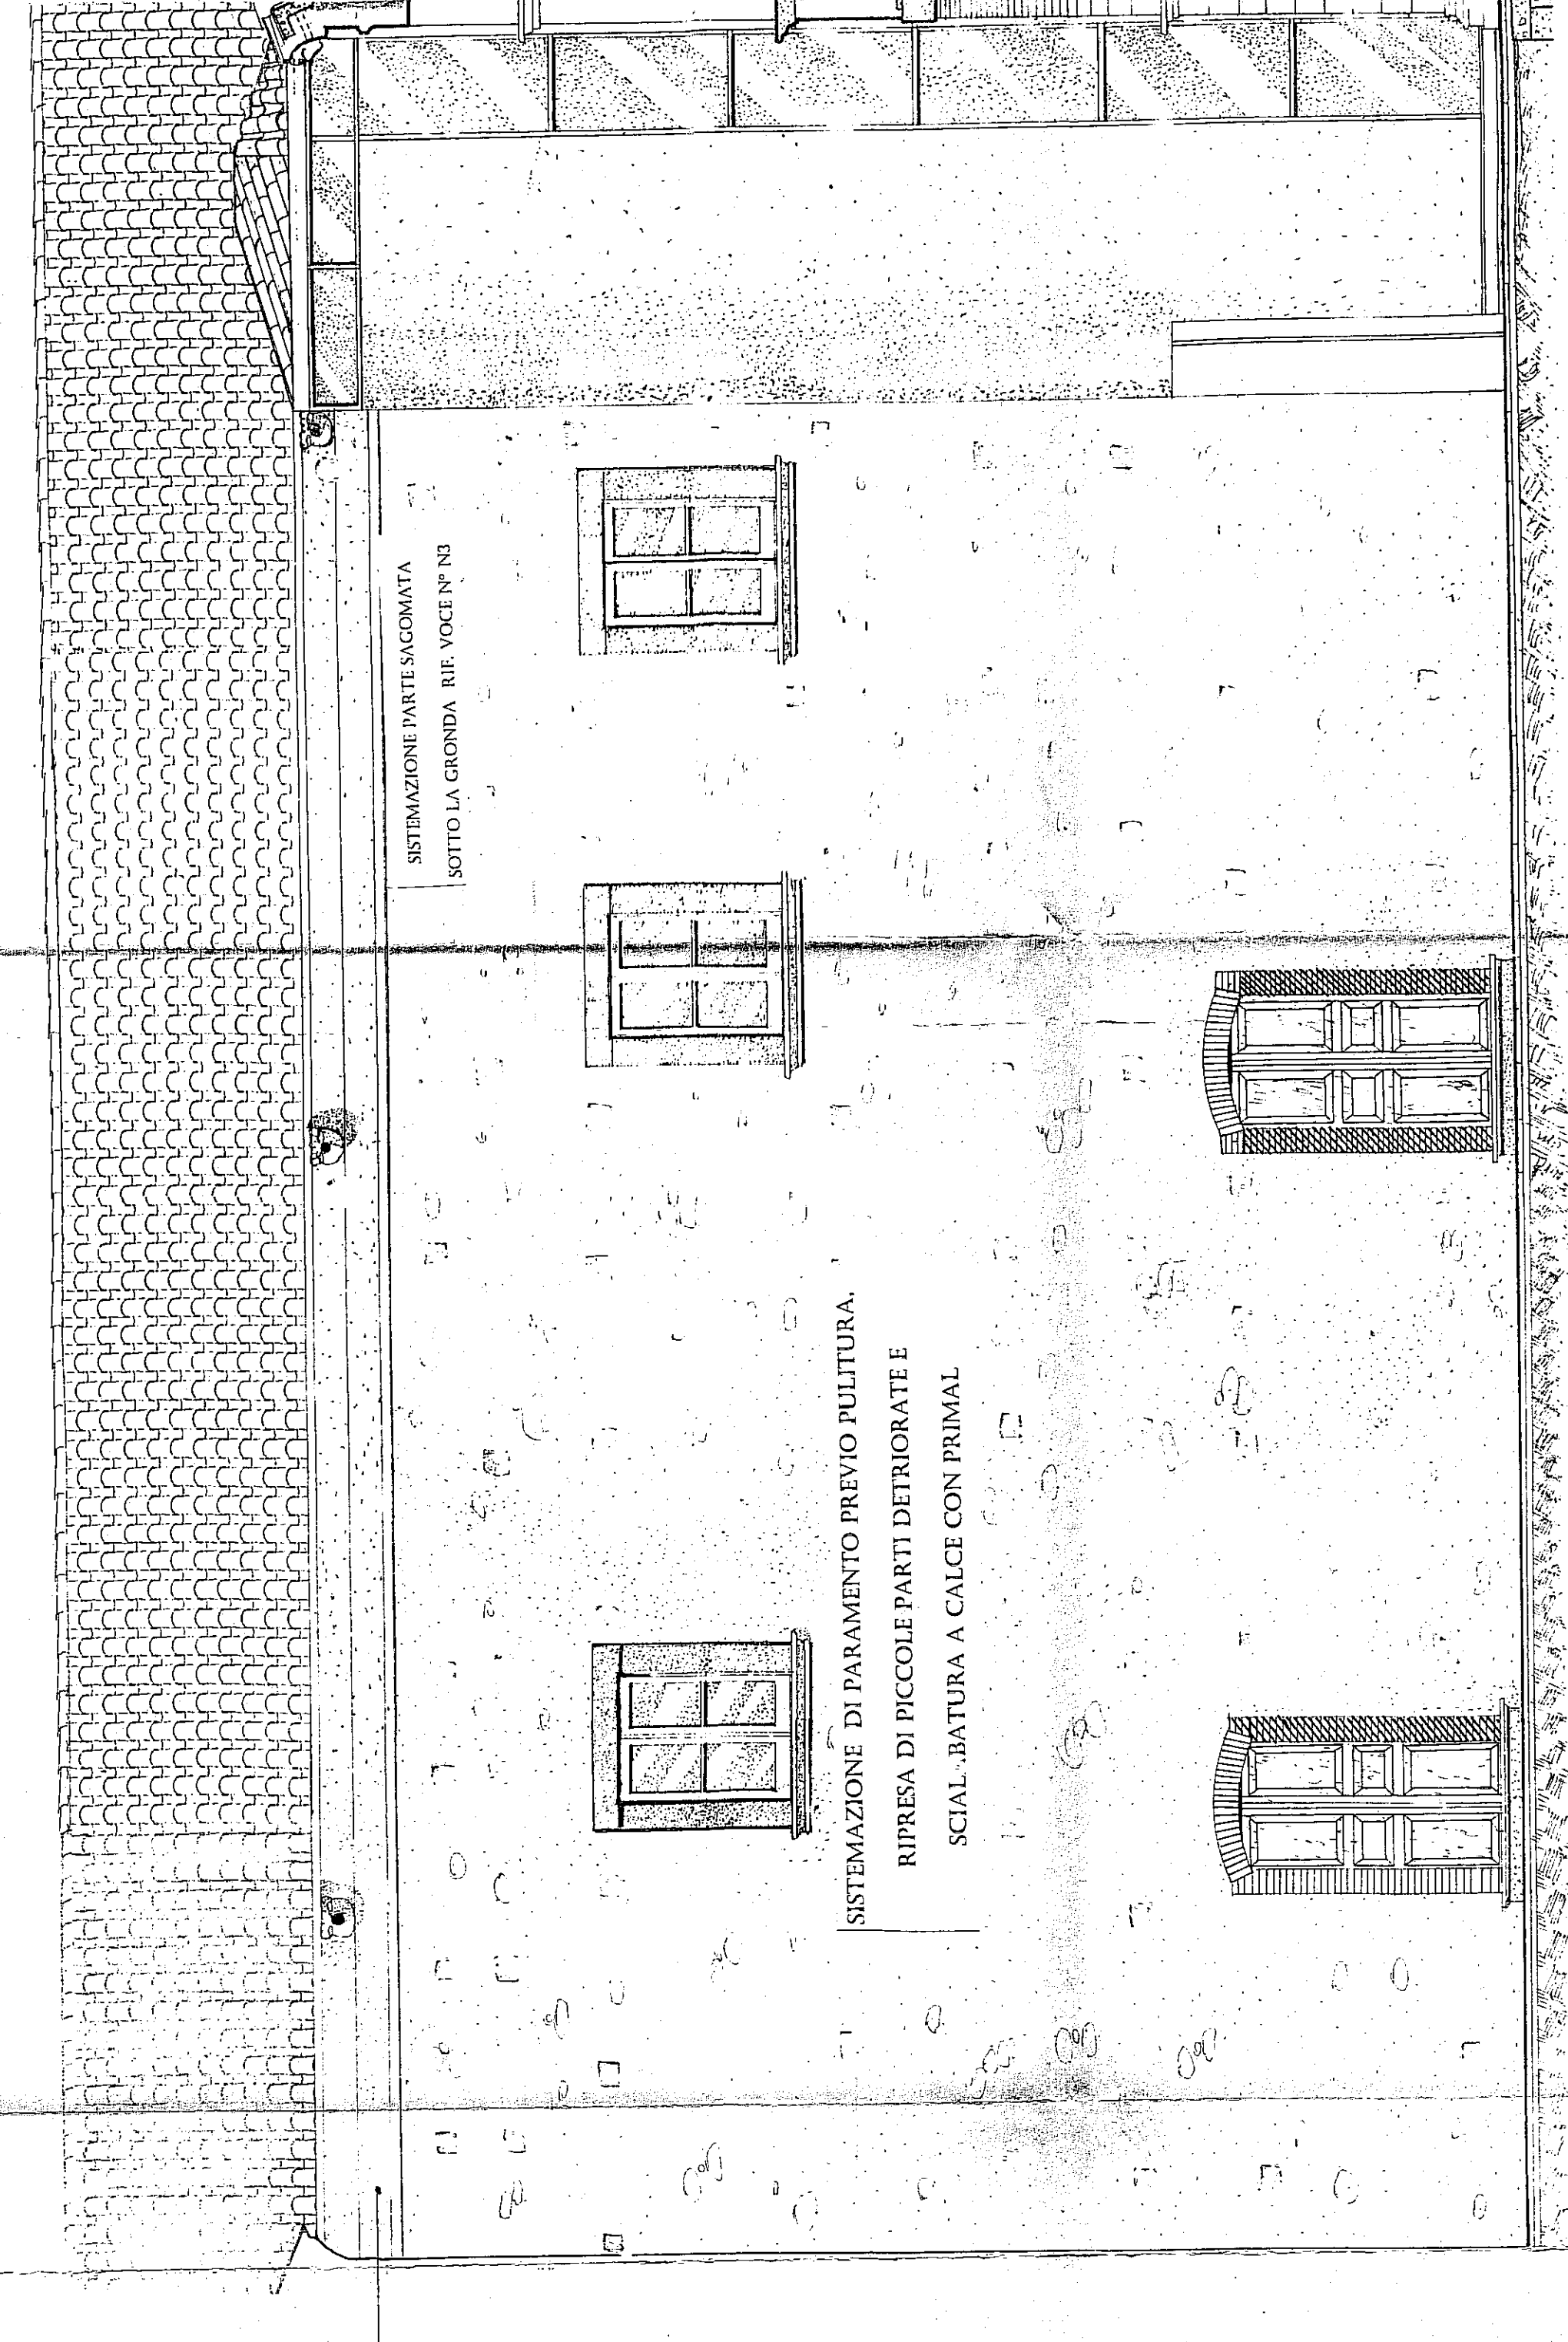 SISTEMAZIONE PARTE SAGOMATA
SOTTO LA GRONDA RIF. VOCE N° N3
SISTEMAZIONE DI PARAMENTO PREVIO PULITURA,
RIPRESA DI PICCOLE PARTI DETRIORATE E
SCIAL.BATURA A CALCE CON PRIMAL